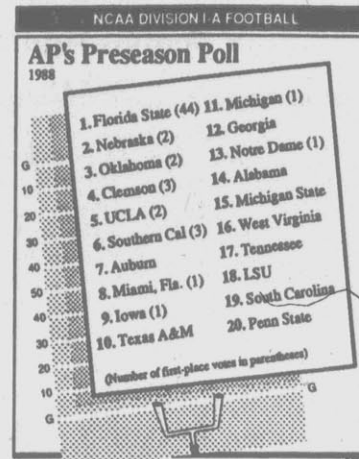 NCAA DIVISION I-A FOOTBALL
AP's Preseason Poll
1988
1. Florida State (44)
2. Nebraska (2)
3. Oklahoma (2)
4. Clemson (3)
5. UCLA (2)
6. Southern Cal (3)
7. Auburn
8. Miami, Fla. (1)
9. Iowa (1)
10. Texas A&M
11. Michigan (1)
12. Georgia
13. Notre Dame (1)
14. Alabama
15. Michigan State
16. West Virginia
17. Tennessee
18. LSU
19. South Carolina
20. Penn State
(Number of first-place votes in parentheses)
G
10
20
30
40
50
40
30
20
10
G
G